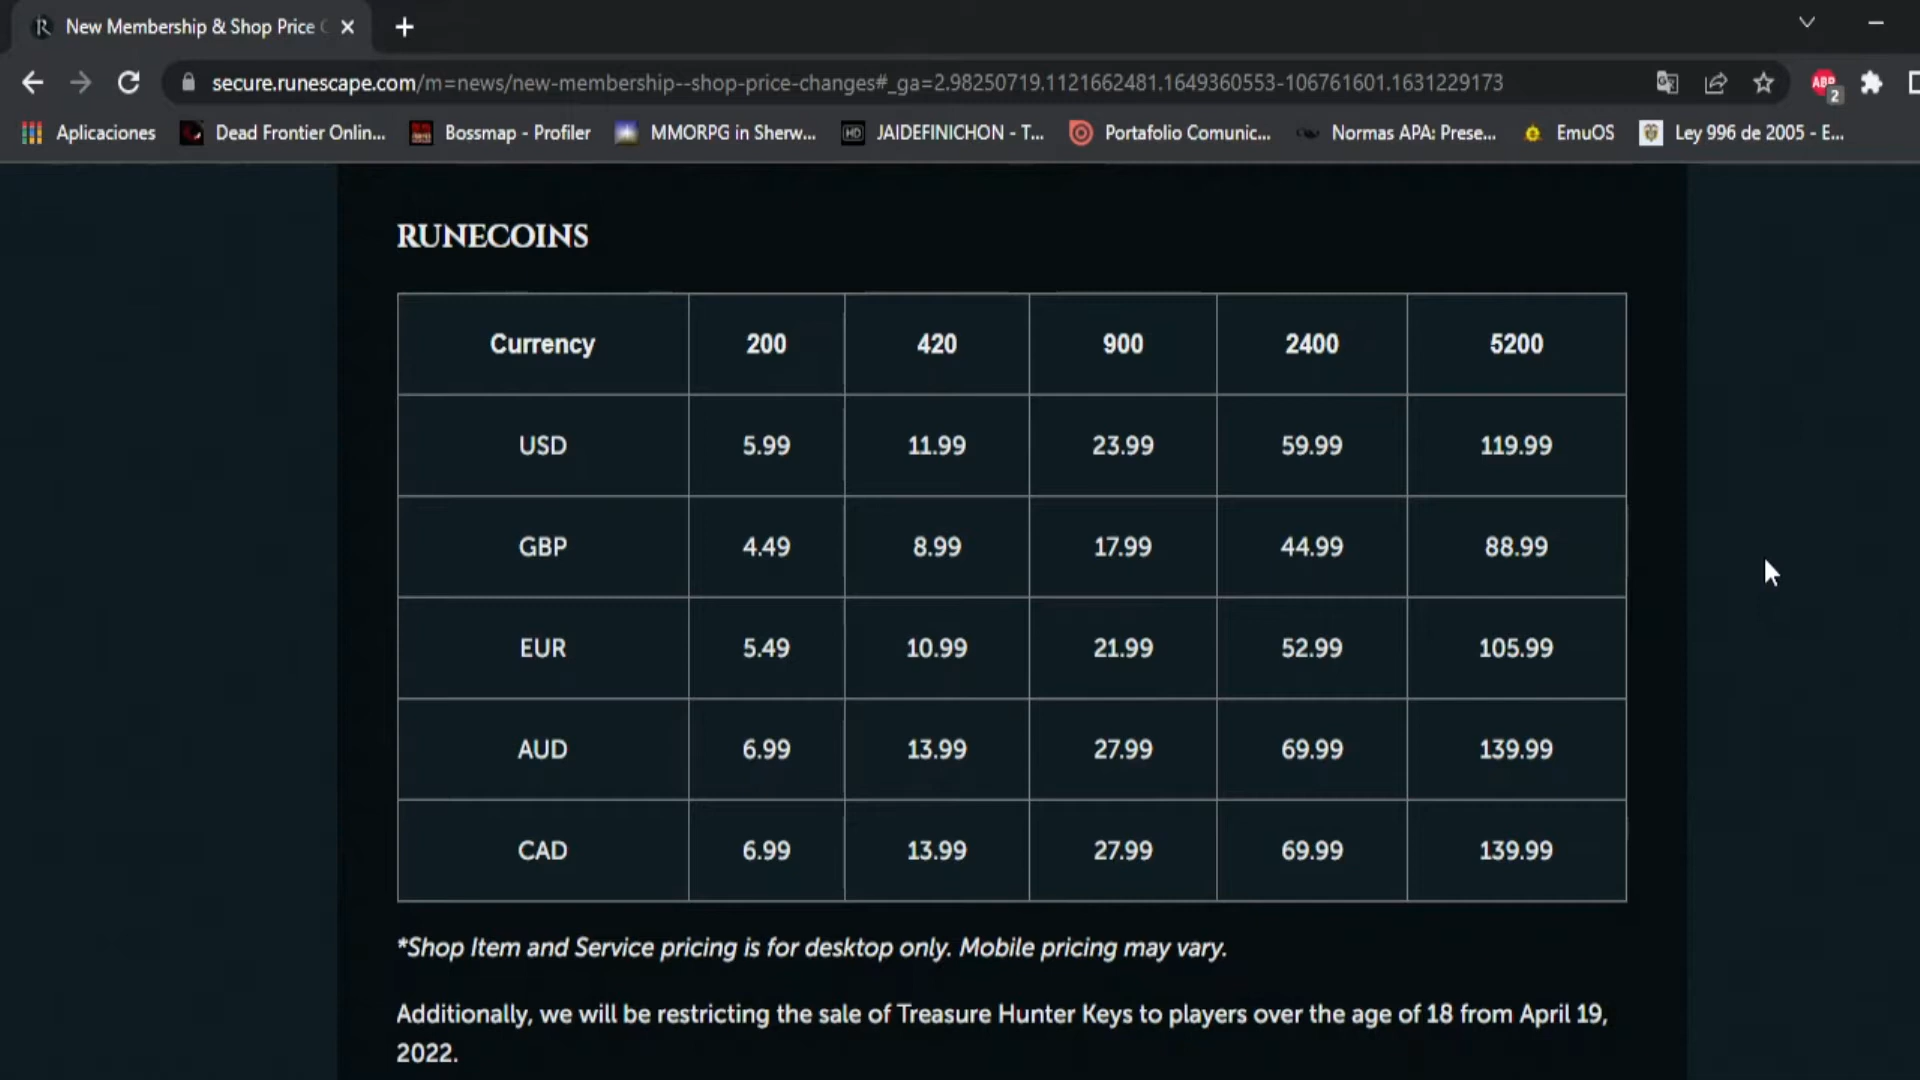 New Membership & Shop Price
secure.runescape.com/m=news/new-membership--shop-price-changes#_ga=2.98250719.1121662481.1649360553-106761601.1631229173
ABP
2
Aplicaciones
Dead Frontier Onlin...
Bossmap - Profiler
MMORPG in Sherw...
HD
JAIDEFINICHON - T...
Portafolio Comunic...
Normas APA: Prese...
EmuOS
Ley 996 de 2005 - E...
RUNECOINS
Currency 200 420 900 2400 5200
USD 5.99 11.99 23.99 59.99 119.99
GBP 4.49 8.99 17.99 44.99 88.99
EUR 5.49 10.99 21.99 52.99 105.99
AUD 6.99 13.99 27.99 69.99 139.99
CAD 6.99 13.99 27.99 69.99 139.99
*Shop Item and Service pricing is for desktop only. Mobile pricing may vary.
Additionally, we will be restricting the sale of Treasure Hunter Keys to players over the age of 18 from April 19,
2022.